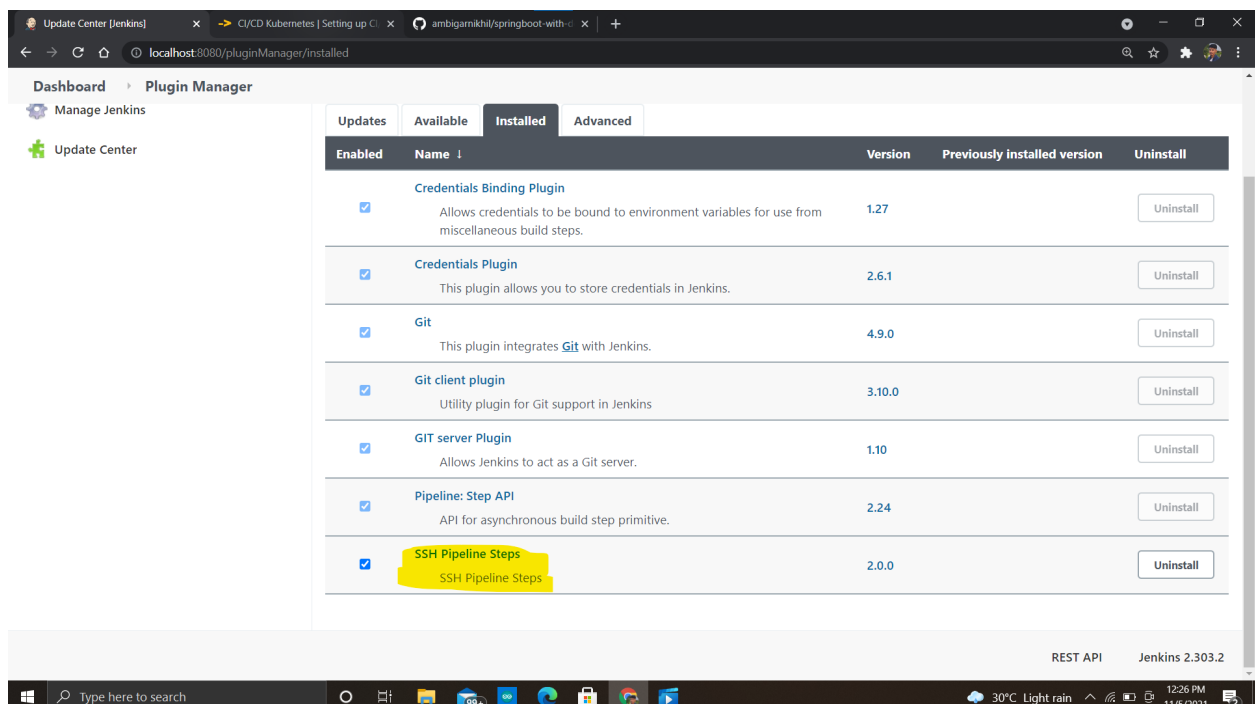 Update Center [Jenkins]
CI/CD Kubernetes | Setting up CI
ambigarnikhil/springboot-with-d
localhost:8080/pluginManager/installed
Dashboard
Plugin Manager
Manage Jenkins
Update Center
Updates
Available
Installed
Advanced
Enabled
Name ↓
Version
Previously installed version
Uninstall
Credentials Binding Plugin
Allows credentials to be bound to environment variables for use from
miscellaneous build steps.
1.27
Uninstall
Credentials Plugin
This plugin allows you to store credentials in Jenkins.
2.6.1
Uninstall
Git
This plugin integrates Git with Jenkins.
4.9.0
Uninstall
Git client plugin
Utility plugin for Git support in Jenkins
3.10.0
Uninstall
GIT server Plugin
Allows Jenkins to act as a Git server.
1.10
Uninstall
Pipeline: Step API
API for asynchronous build step primitive.
2.24
Uninstall
SSH Pipeline Steps
SSH Pipeline Steps
2.0.0
Uninstall
REST API
Jenkins 2.303.2
Type here to search
99+
30°C Light rain
12:26 PM
11/5/2021